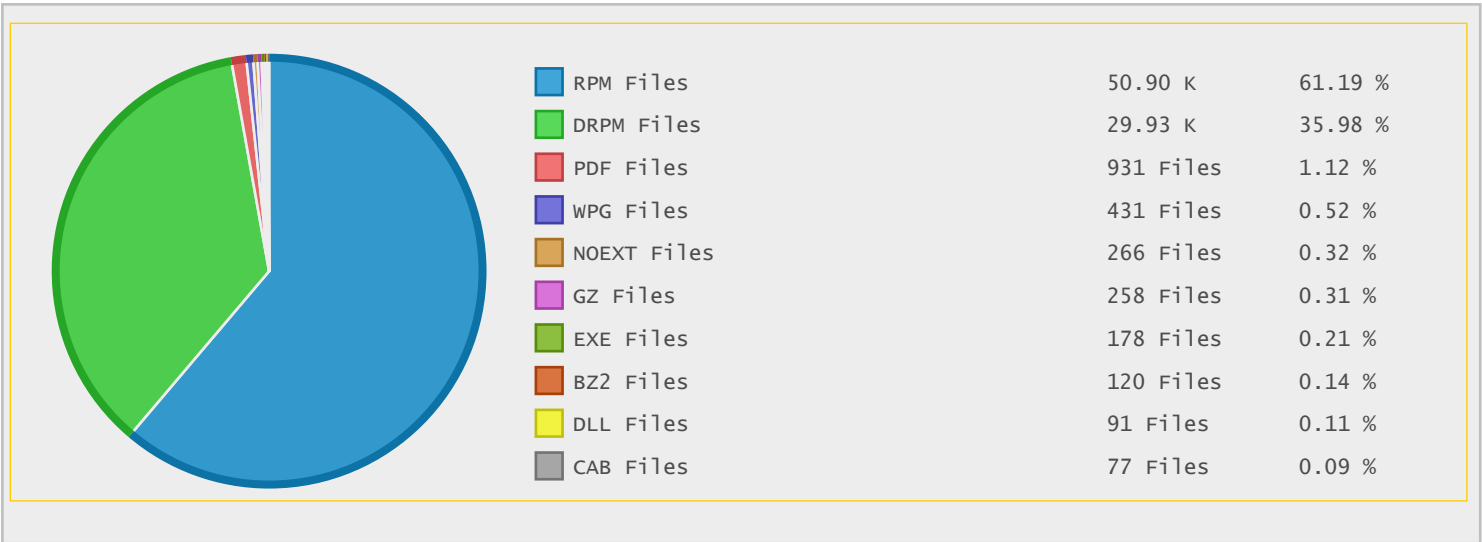 RPM Files 50.90 K 61.19 %
DRPM Files 29.93 K 35.98 %
PDF Files 931 Files 1.12 %
WPG Files 431 Files 0.52 %
NOEXT Files 266 Files 0.32 %
GZ Files 258 Files 0.31 %
EXE Files 178 Files 0.21 %
BZ2 Files 120 Files 0.14 %
DLL Files 91 Files 0.11 %
CAB Files 77 Files 0.09 %